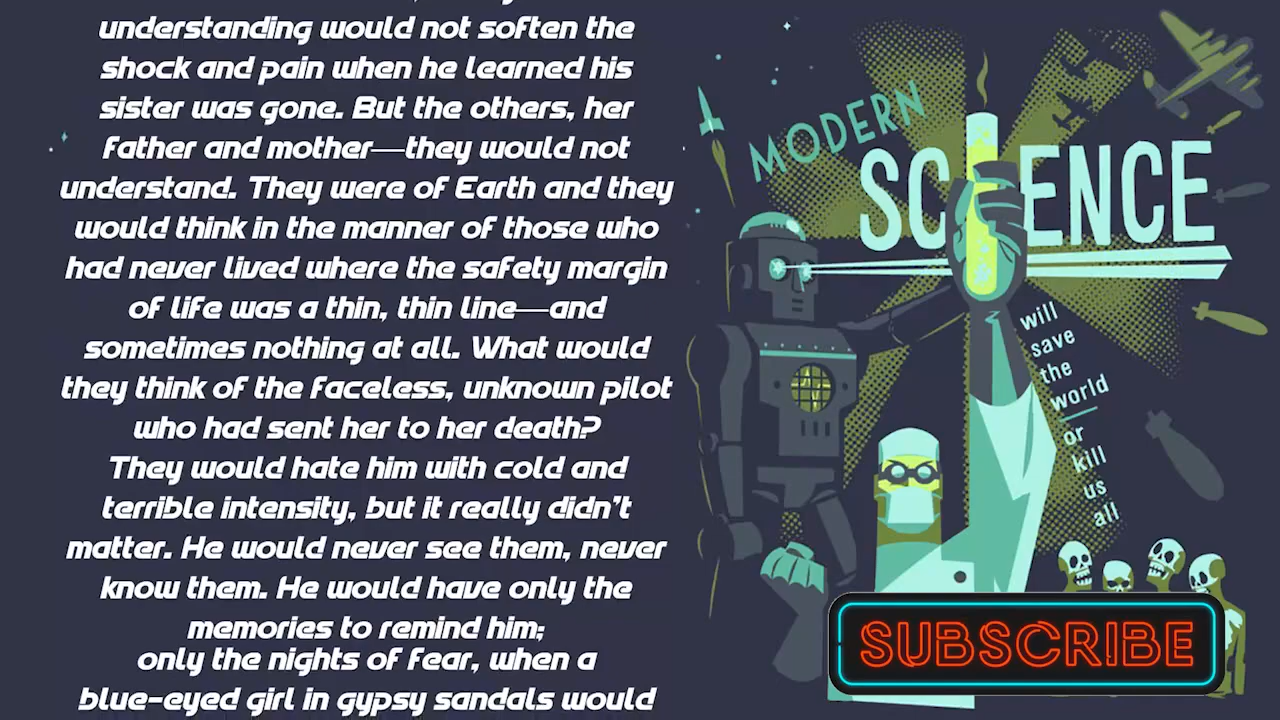 understanding would not soften the
shock and pain when he learned his
sister was gone. But the others, her
father and mother—they would not
understand. They were of Earth and they
would think in the manner of those who
had never lived where the safety margin
of life was a thin, thin line—and
sometimes nothing at all. What would
they think of the faceless, unknown pilot
who had sent her to her death?
They would hate him with cold and
terrible intensity, but it really didn't
matter. He would never see them, never
know them. He would have only the
memories to remind him;
only the nights of fear, when a
blue-eyed girl in gypsy sandals would
MODERN
SCIENCE
will
save
the
world
or
kill
us
all
SUBSCRIBE